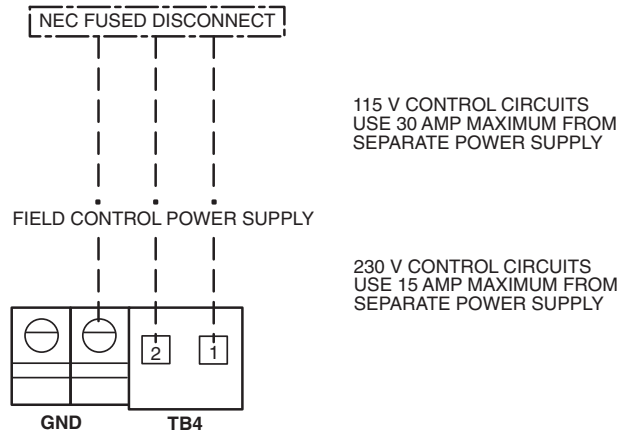 NEC FUSED DISCONNECT
115 V CONTROL CIRCUITS
USE 30 AMP MAXIMUM FROM
SEPARATE POWER SUPPLY
FIELD CONTROL POWER SUPPLY
230 V CONTROL CIRCUITS
USE 15 AMP MAXIMUM FROM
SEPARATE POWER SUPPLY
2 1
GND TB4